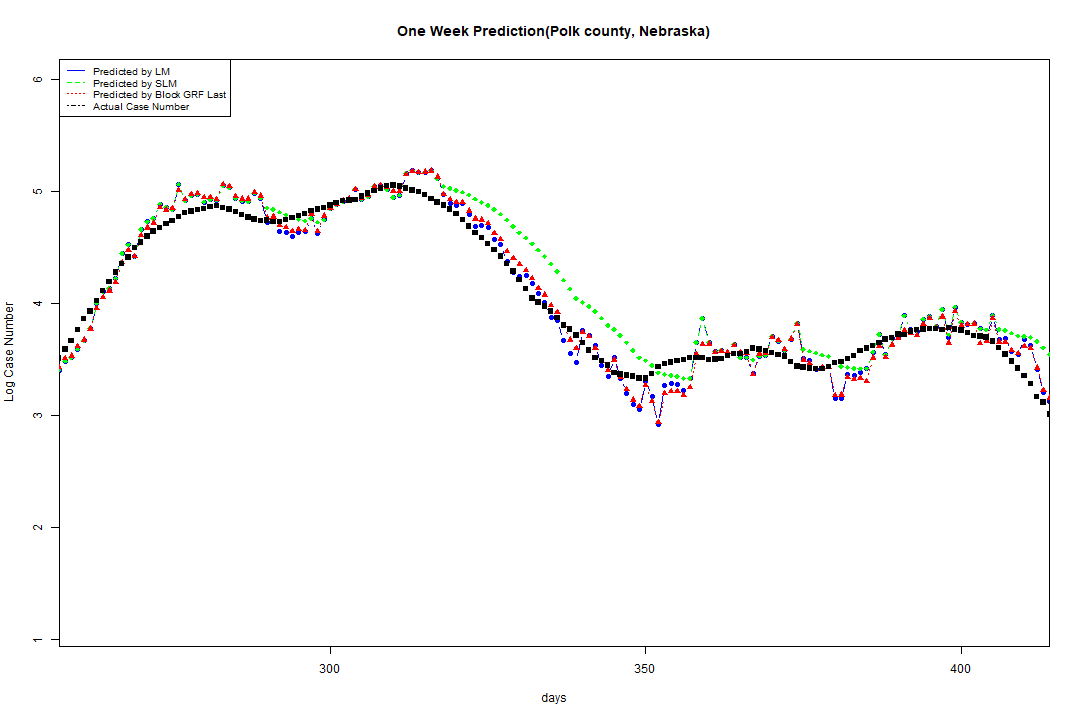 One Week Prediction(Polk county, Nebraska)
Predicted by LM
Predicted by SLM
Predicted by Block GRF Last
Actual Case Number
6
5
4
3
2
1
Log Case Number
300 350 400
days